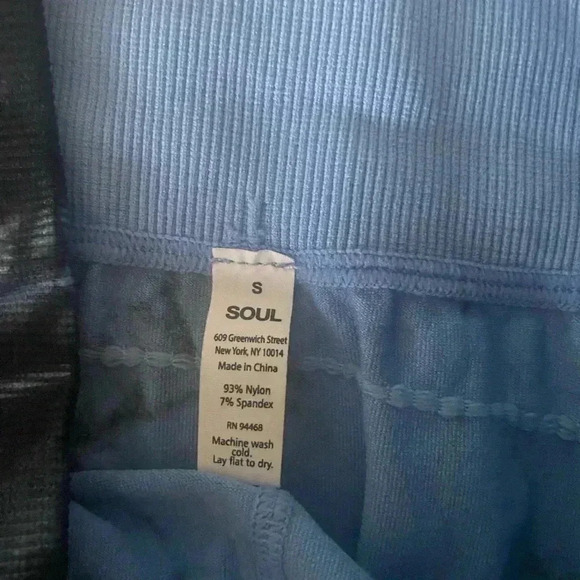 S
SOUL
609 Greenwich Street
New York, NY 10014
Made in China
93% Nylon
7% Spandex
RN 94468
Machine wash
cold.
Lay flat to dry.